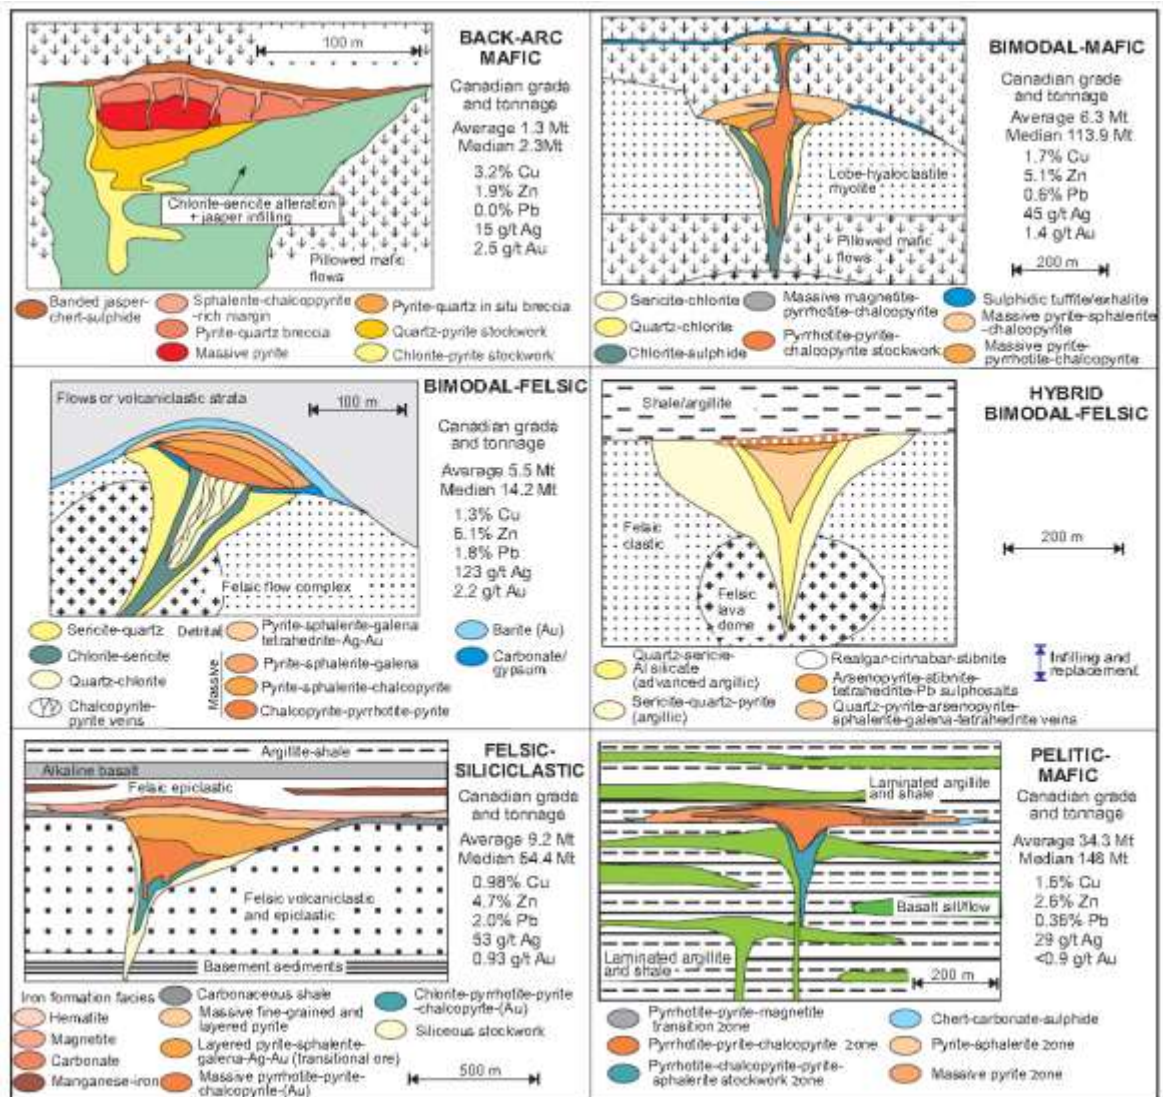 BACK-ARC
MAFIC
Canadian grade
and tonnage
Average 1.3 Mt
Median 2.3Mt
3.2% Cu
1.9% Zn
0.0% Pb
15 g/t Ag
2.5 g/t Au
100 m
Chlorite-sericite alteration
+ jasper infilling
Pillowed mafic
flows
Banded jasper-
chert-sulphide
Sphalerite-chalcoppyrite
-rich margin
Pyrite-quartz breccia
Massive pyrite
Pyrite-quartz in situ breccia
Quartz-pyrite stockwork
Chlorite-pyrite stockwork
BIMODAL-MAFIC
Canadian grade
and tonnage
Average 6.3 Mt
Median 113.9 Mt
1.7% Cu
5.1% Zn
0.6% Pb
45 g/t Ag
1.4 g/t Au
200 m
Lobe-hyaloclastite
rhyolite
Pillowed mafic
flows
Sericite-chlorite
Quartz-chlorite
Chlorite-sulphide
Massive magnetite-
pyrrhotite-chalcopyrite
Pyrrhotite-pyrite-
chalcopyrite stockwork
Sulphidic tuffite/exhalite
Massive pyrite-sphalerite
-chalcopyrite
Massive pyrite-
pyrrhotite-chalcopyrite
BIMODAL-FELSIC
Canadian grade
and tonnage
Average 5.5 Mt
Median 14.2 Mt
1.3% Cu
6.1% Zn
1.8% Pb
123 g/t Ag
2.2 g/t Au
Flows or volcaniclastic strata
100 m
Felsic flow complex
Sericite-quartz
Chlorite-sericite
Quartz-chlorite
Chalcopyrite-
pyrite veins
Detrital
Pyrite-sphalerite-galena
tetrahedrite-Ag-Au
Massive
Pyrite-sphalerite-galena
Pyrite-sphalerite-chalcopyrite
Chalcopyrite-pyrrhotite-pyrite
Barite (Au)
Carbonate/
gypsum
HYBRID
BIMODAL-FELSIC
Shale/argillite
Felsic
clastic
Felsic
lava
dome
200 m
Quartz-sericie-
Al silicate
(advanced argillic)
Sericite-quartz-pyrite
(argillic)
Realgar-cinnabar-stibnite
Arsenopyrite-stibnite-
tetrahedrite-Pb sulphosalts
Quartz-pyrite-arsenopyrite-
sphalerite-galena-tetrahedrite veins
Infilling and
replacement
FELSIC-
SILICICLASTIC
Canadian grade
and tonnage
Average 9.2 Mt
Median 64.4 Mt
0.98% Cu
4.7% Zn
2.0% Pb
53 g/t Ag
0.93 g/t Au
Argillite-shale
Alkaline basalt
Felsic epiclastic
Felsic volcaniclastic
and epiclastic
Basement sediments
Iron formation facies
Hematite
Magnetite
Carbonate
Manganese-iron
Carbonaceous shale
Massive fine-grained and
layered pyrite
Layered pyrite-sphalerite-
galena-Ag-Au (transitional ore)
Massive pyrrhotite-pyrite-
chalcopyrite-(Au)
Chlorite-pyrrhotite-pyrite
-chalcopyrite-(Au)
Siliceous stockwork
500 m
PELITIC-
MAFIC
Canadian grade
and tonnage
Average 34.3 Mt
Median 148 Mt
1.6% Cu
2.6% Zn
0.36% Pb
29 g/t Ag
<0.9 g/t Au
Laminated argillite
and shale
Basalt sill/flow
Laminated argillite
and shale
200 m
Pyrrhotite-pyrite-magnetite
transition zone
Pyrrhotite-pyrite-chalcopyrite zone
Pyrrhotite-chalcopyrite-pyrite-
sphalerite stockwork zone
Chert-carbonate-sulphide
Pyrite-sphalerite zone
Massive pyrite zone